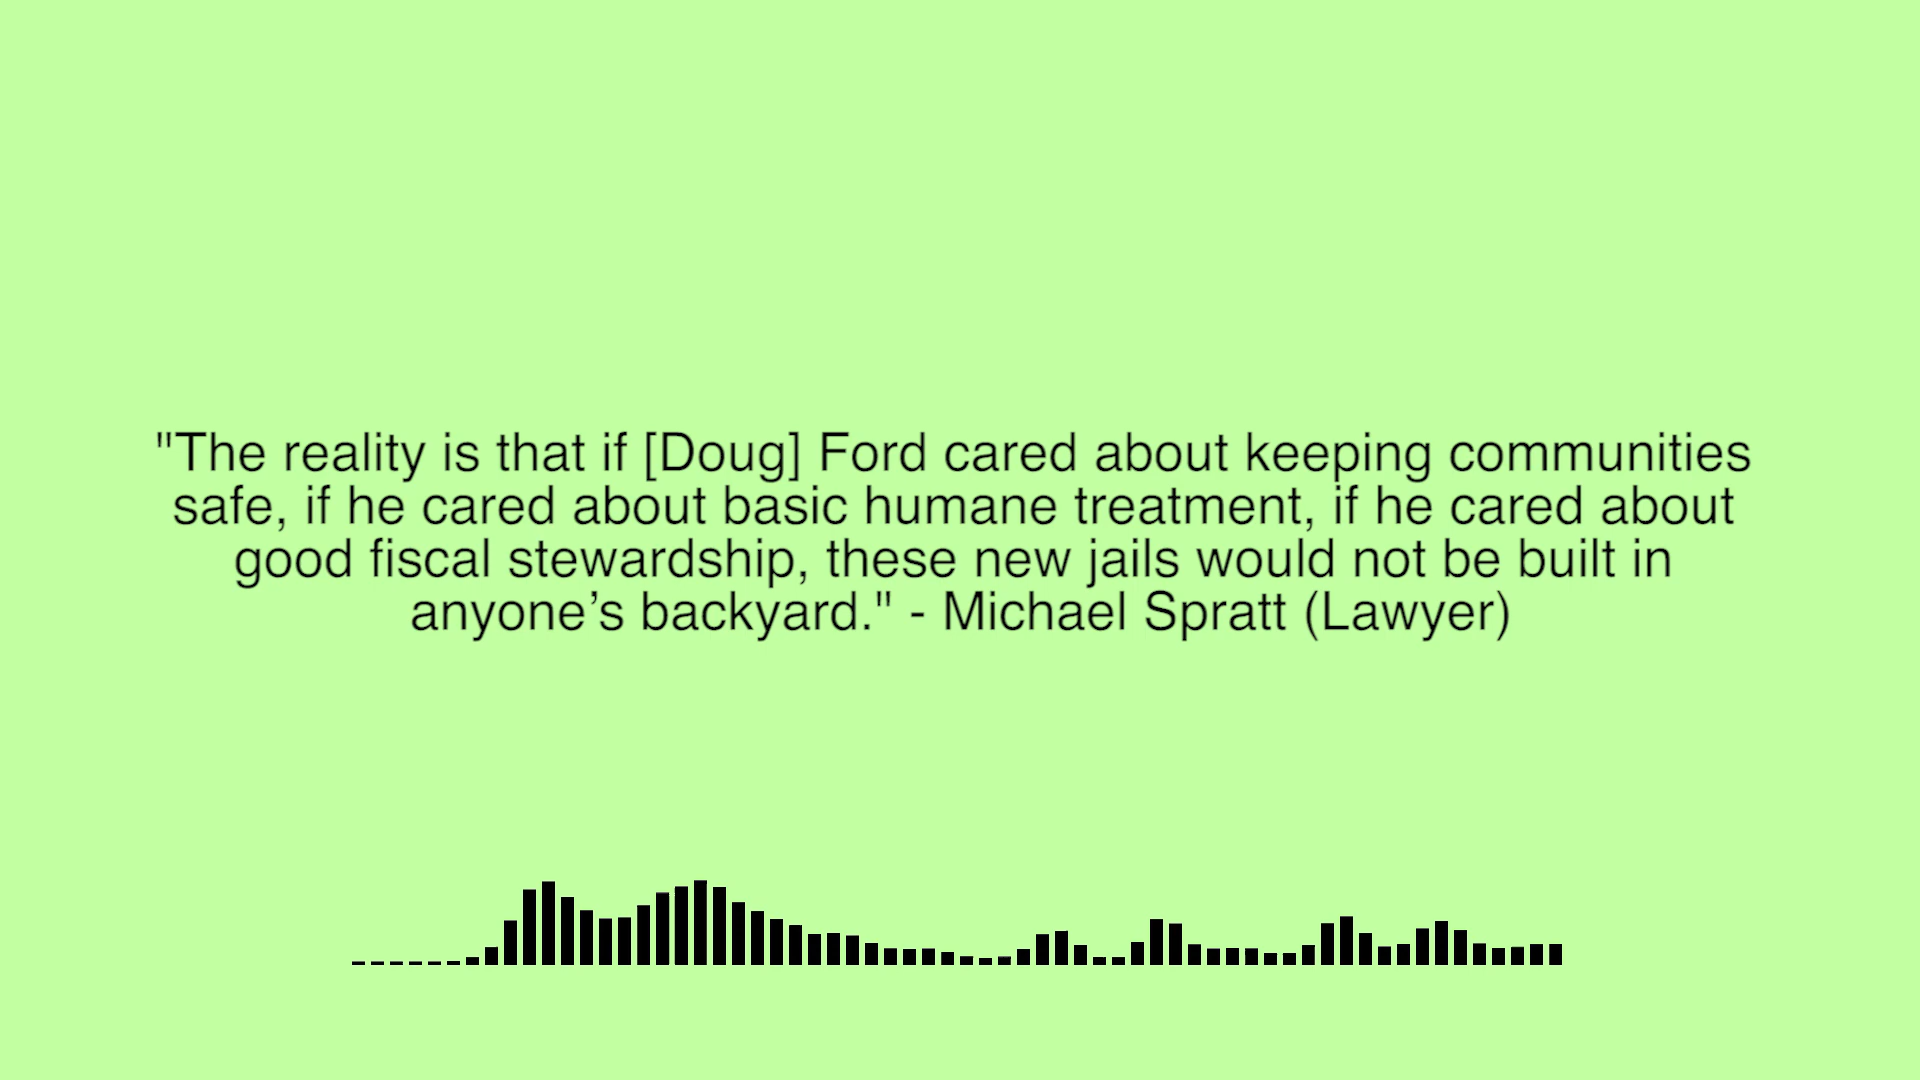 "The reality is that if [Doug] Ford cared about keeping communities
safe, if he cared about basic humane treatment, if he cared about
good fiscal stewardship, these new jails would not be built in
anyone’s backyard." - Michael Spratt (Lawyer)